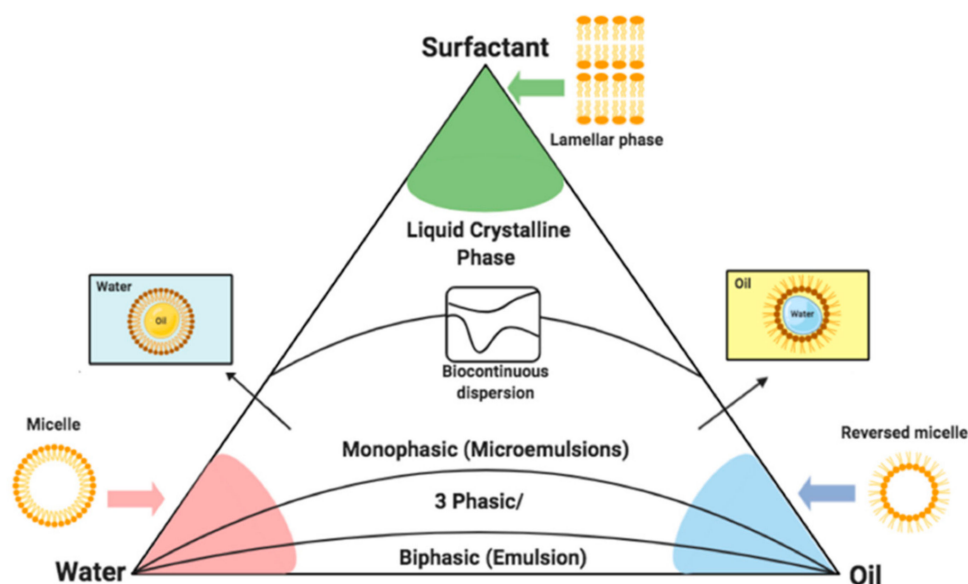 Surfactant
Lamellar phase
Liquid Crystalline
Phase
Water
Oil
Oil
Water
Biocontinuous
dispersion
Micelle
Reversed micelle
Monophasic (Microemulsions)
3 Phasic/
Biphasic (Emulsion)
Water
Oil